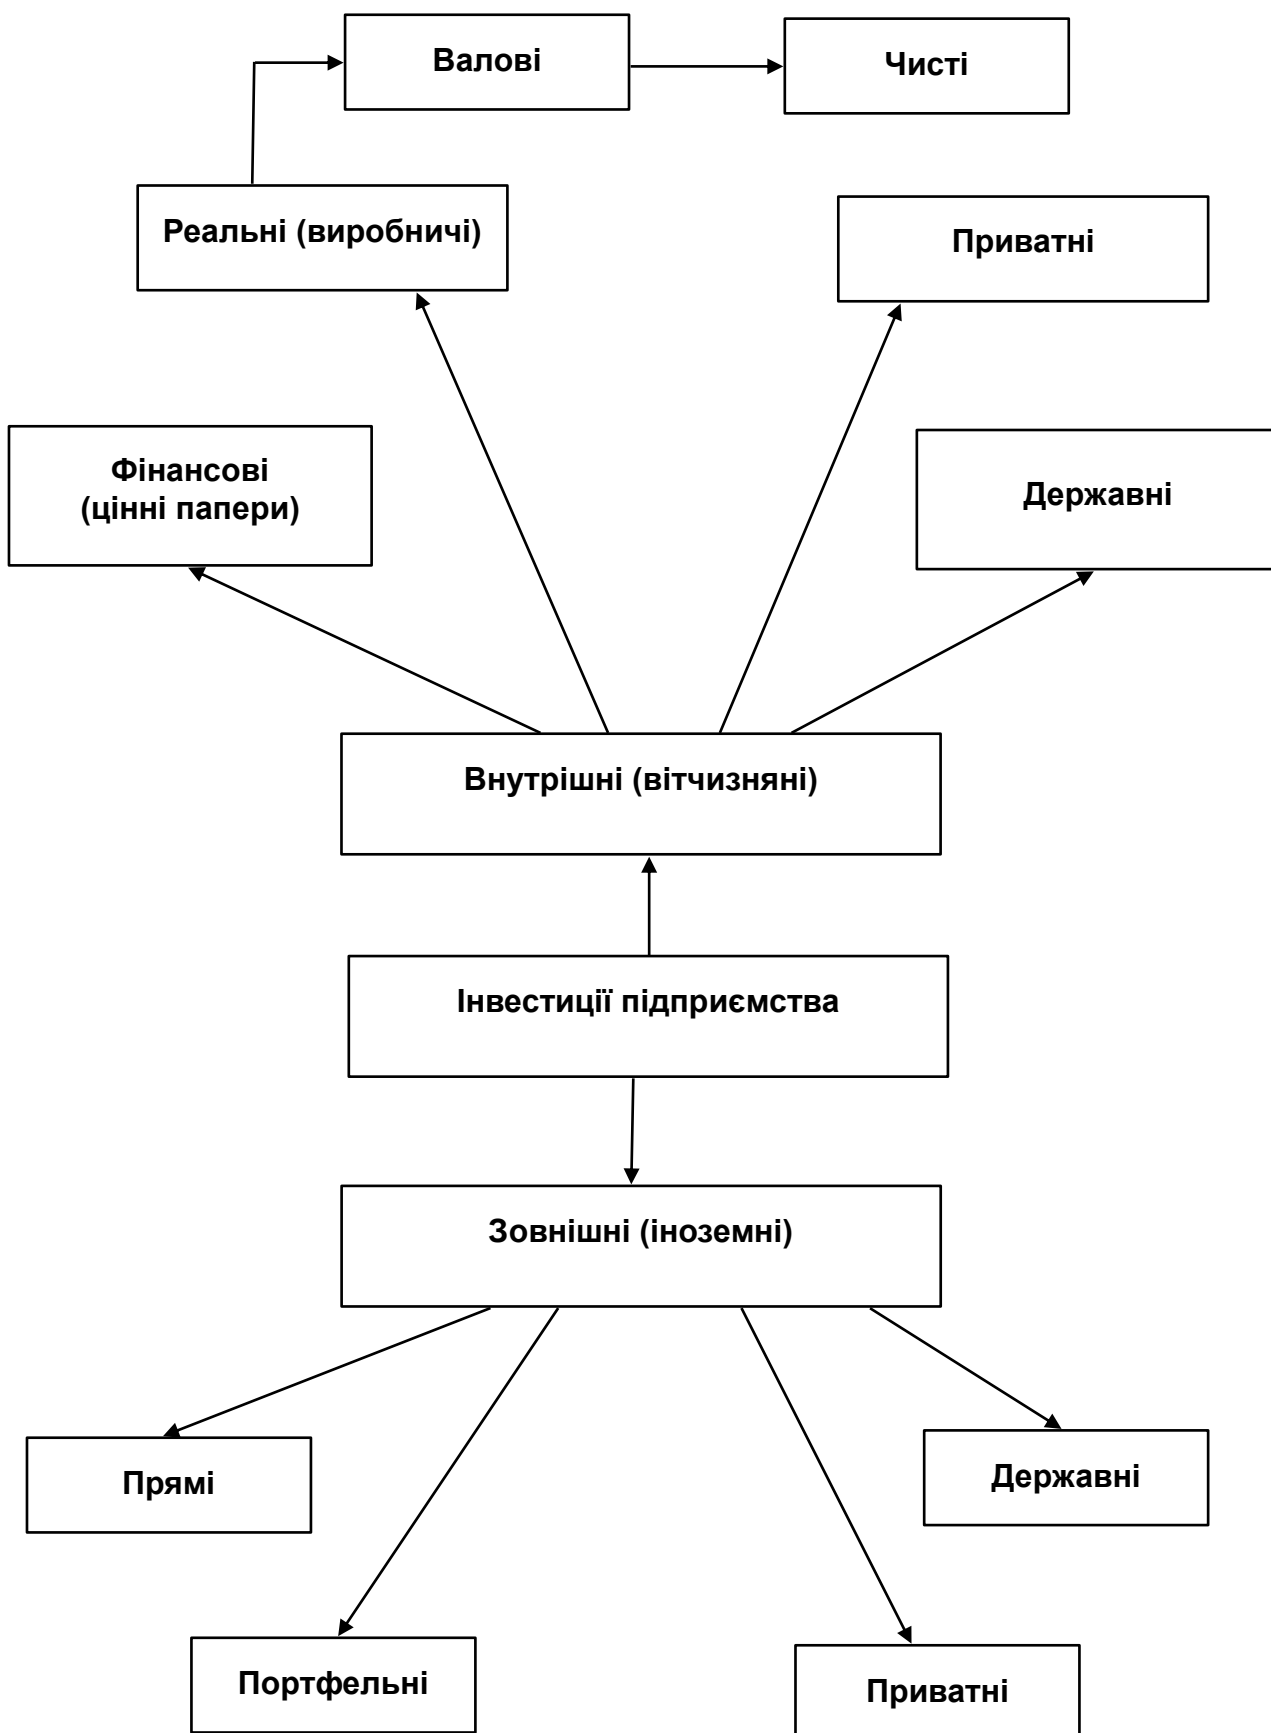 Валові
Чисті
Реальні (виробничі)
Приватні
Фінансові
(цінні папери)
Державні
Внутрішні (вітчизняні)
Інвестиції підприємства
Зовнішні (іноземні)
Прямі
Державні
Портфельні
Приватні